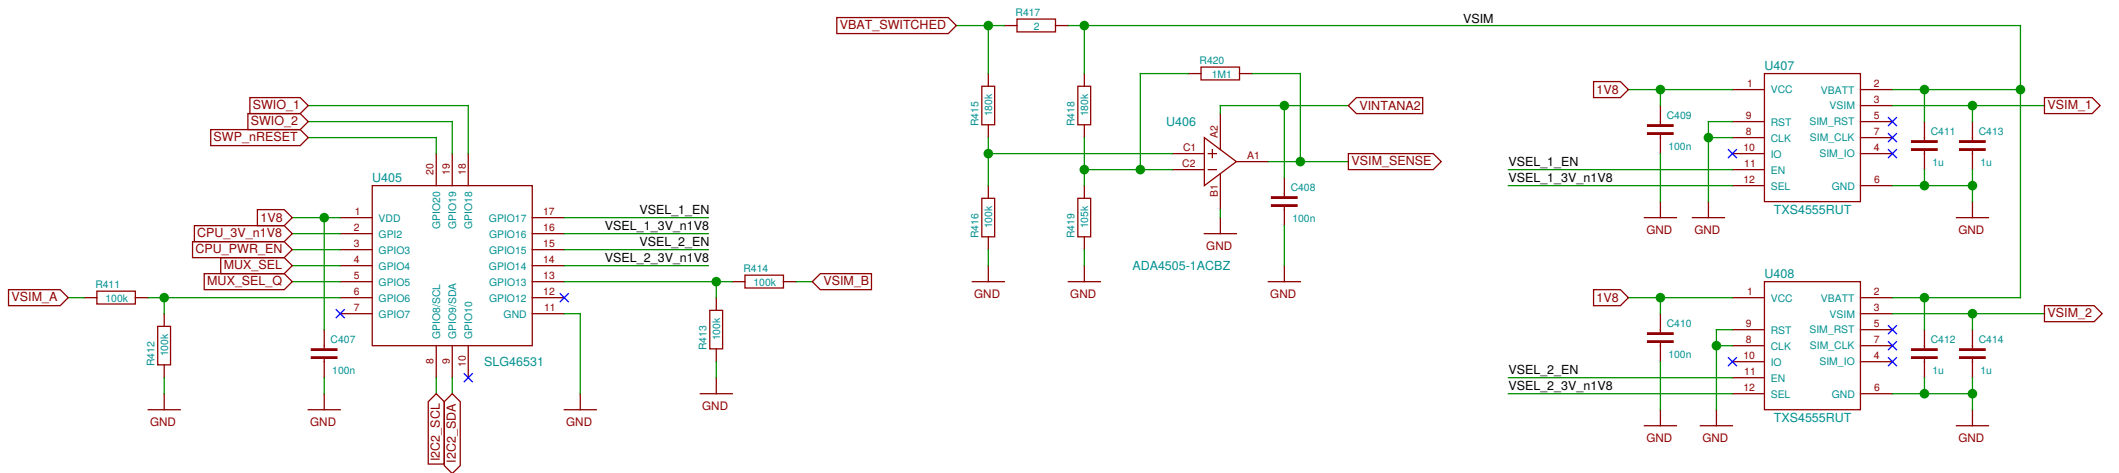 VBAT_SWITCHED
R417
2
VSIM
R415
180k
R418
180k
R420
1M1
U406
C1
C2
A2
B1
A1
VINTANA2
VSIM_SENSE
C408
100n
R416
100k
R419
105k
GND
ADA4505-1ACBZ
GND
GND
GND
SWIO_1
SWIO_2
SWP_nRESET
U405
20
19
18
GPIO20
GPIO19
GPIO18
1V8
1
VDD
CPU_3V_n1V8
2
GPI2
CPU_PWR_EN
3
GPIO3
MUX_SEL
4
GPIO4
MUX_SEL_Q
5
GPIO5
6
GPIO6
7
GPIO7
GPIO17
17
VSEL_1_EN
GPIO16
16
VSEL_1_3V_n1V8
GPIO15
15
VSEL_2_EN
GPIO14
14
VSEL_2_3V_n1V8
GPIO13
13
GPIO12
12
GND
11
GPIO8/SCL
GPIO9/SDA
GPIO10
8
9
10
SLG46531
I2C2_SCL
I2C2_SDA
VSIM_A
R411
100k
R412
100k
GND
C407
100n
GND
GND
R414
100k
VSIM_B
R413
100k
GND
U407
1V8
1
VCC
VBATT
2
VSIM
3
VSIM_1
C409
100n
9
RST
SIM_RST
5
8
CLK
SIM_CLK
7
10
IO
SIM_IO
4
VSEL_1_EN
11
EN
VSEL_1_3V_n1V8
12
SEL
GND
6
C411
1u
C413
1u
TXS4555RUT
GND
GND
GND
U408
1V8
1
VCC
VBATT
2
VSIM
3
VSIM_2
C410
100n
9
RST
SIM_RST
5
8
CLK
SIM_CLK
7
10
IO
SIM_IO
4
VSEL_2_EN
11
EN
VSEL_2_3V_n1V8
12
SEL
GND
6
C412
1u
C414
1u
TXS4555RUT
GND
GND
GND